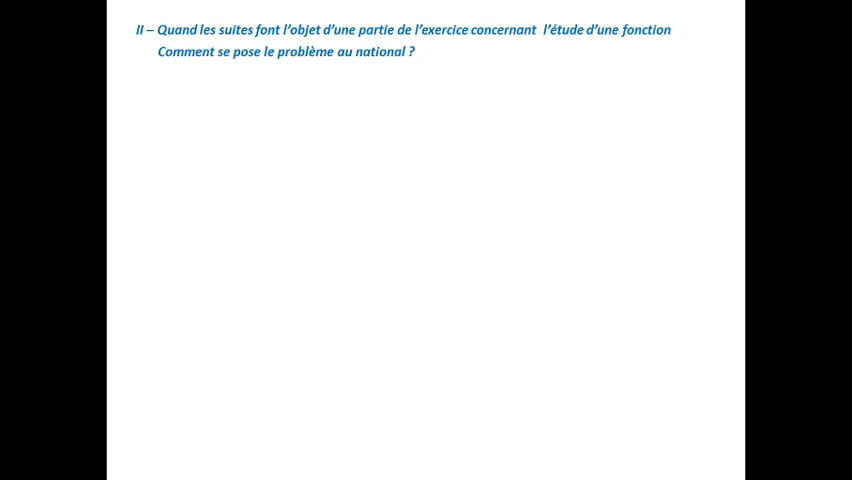 II – Quand les suites font l’objet d’une partie de l’exercice concernant l’étude d’une fonction
Comment se pose le problème au national ?